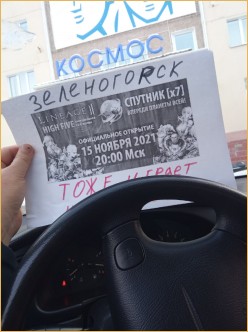 КОСМОС
ЗЕЛЕНОГОRСК
LINEAGE II
HIGH FIVE
СПУТНИК [x7]
ВПЕРЕДИ ПЛАНЕТЫ ВСЕЙ!
ОФИЦИАЛЬНОЕ ОТКРЫТИЕ
15 НОЯБРЯ 2021
20:00 Мск
ТОЖЕ ИГРАЕТ